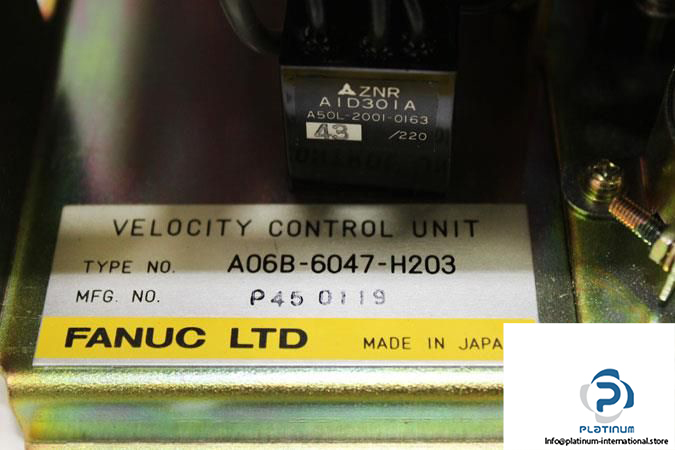 ZNR
A1D301A
A50L-2001-0163
43 /220
VELOCITY CONTROL UNIT
TYPE NO. A06B-6047-H203
MFG. NO. P45 0119
FANUC LTD MADE IN JAPA
PLATINUM
Info@platinum-international.store